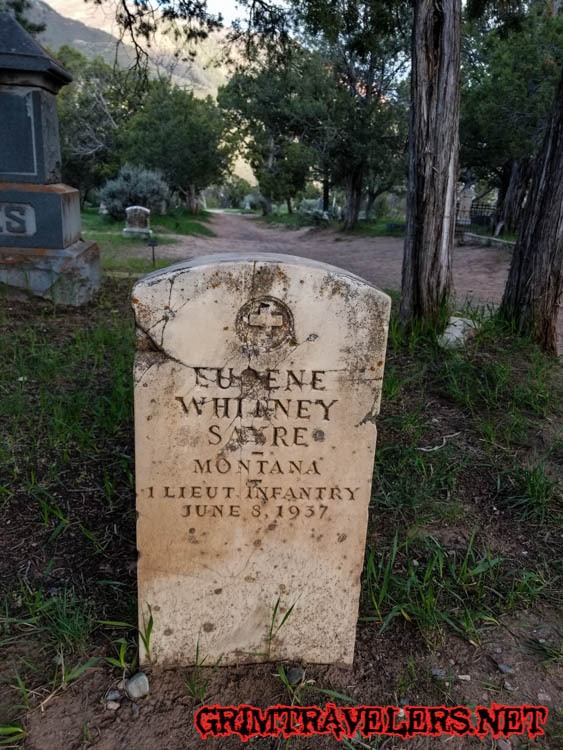 EUGENE
WHITNEY
SAYRE
MONTANA
1 LIEUT. INFANTRY
JUNE 8, 1937
GRIMTRAVELERS.NET